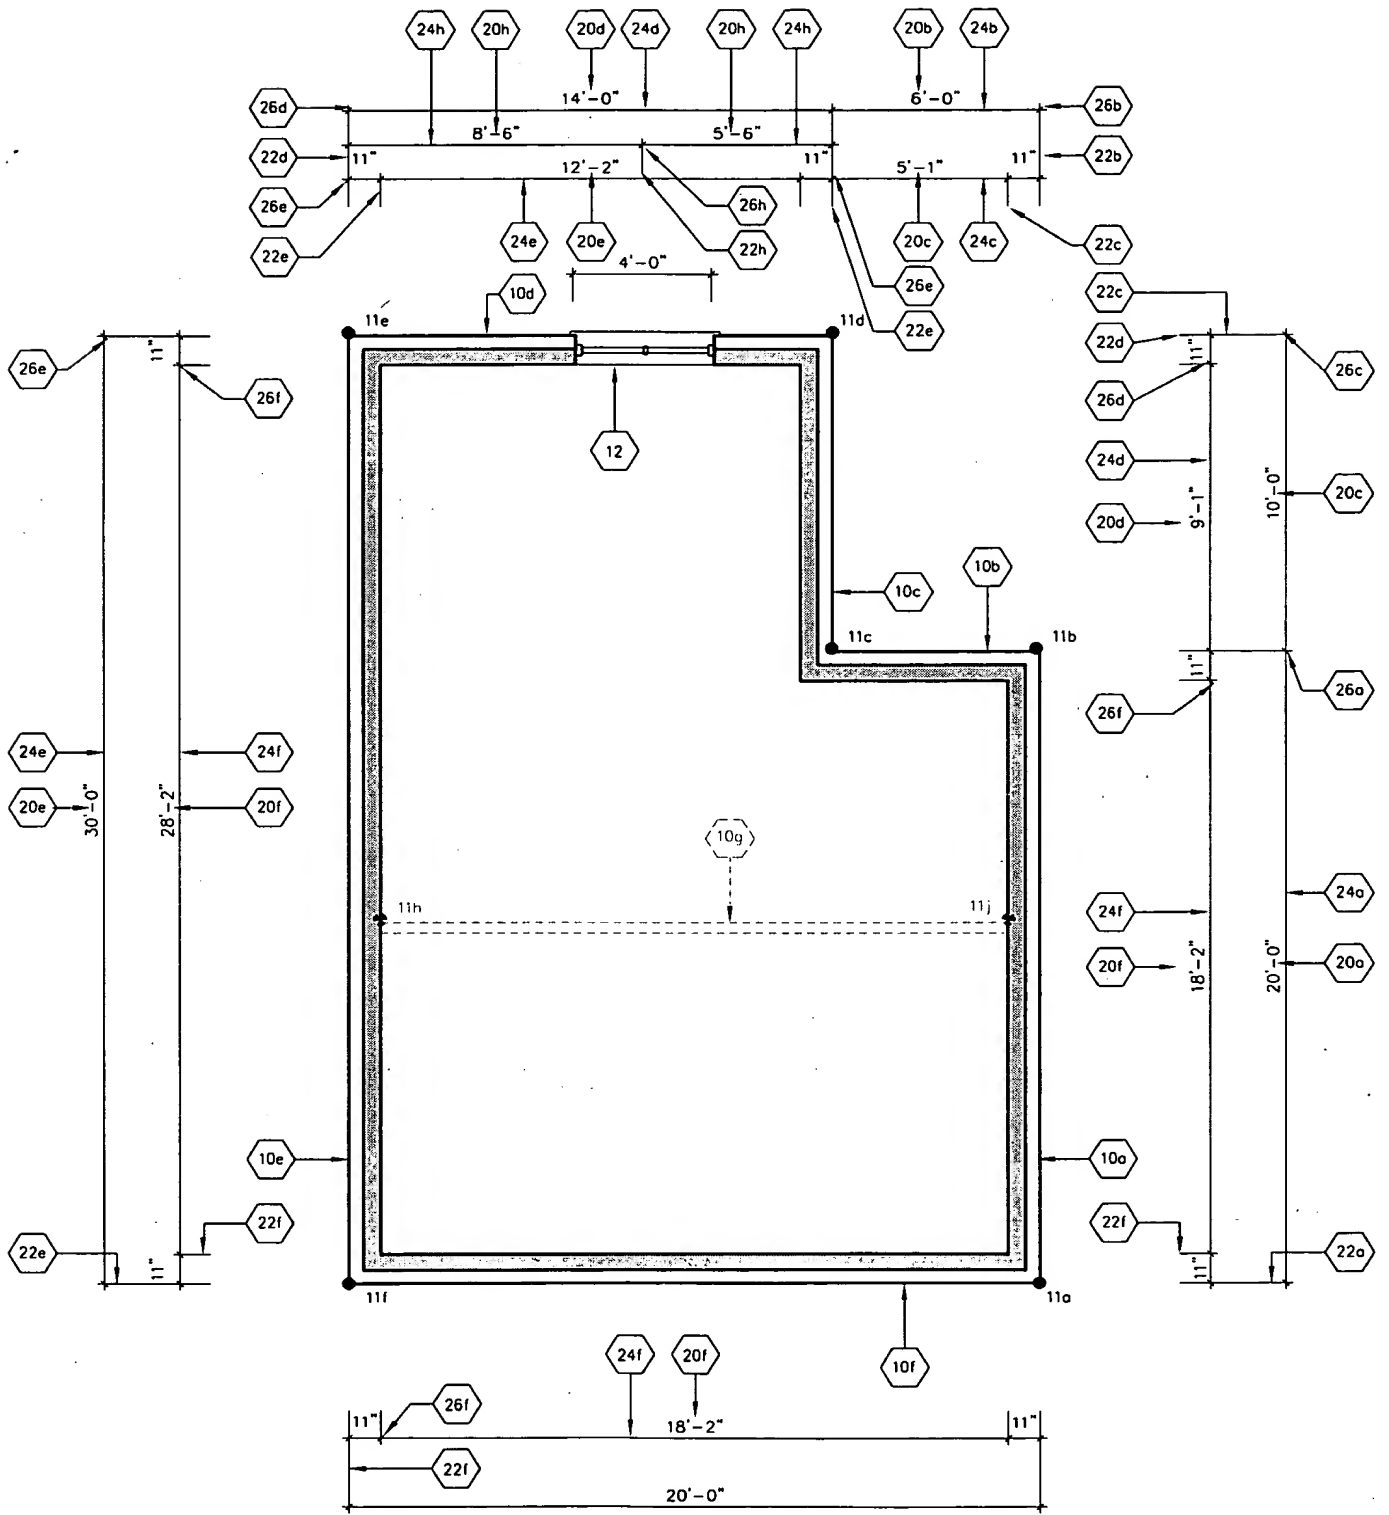 24h 20h 20d 24d 20h 24h 20b 24b
26d 14'-0" 6'-0" 26b
8'-6" 5'-6"
22d 11" 12'-2" 11" 5'-1" 11" 22b
26e 26h
22e 24e 20e 22h 20c 24c 22c
4'-0" 26e
10d 22c
11e 11d 22e 22d
26e 11" 26f 11" 26d 26c
12 24d
9'-1" 10'-0" 20c
20d
10b
10c
11c 11b
11" 26a
26f
24e 24f
20e 30'-0" 28'-2" 20f
10g
24a
11h 11j 24f
18'-2" 20'-0" 20a
20f
10e 10a
22f 22f
22e 11" 11" 22a
11f 11a
24f 20f 10f
26f
11" 18'-2" 11"
22f
20'-0"